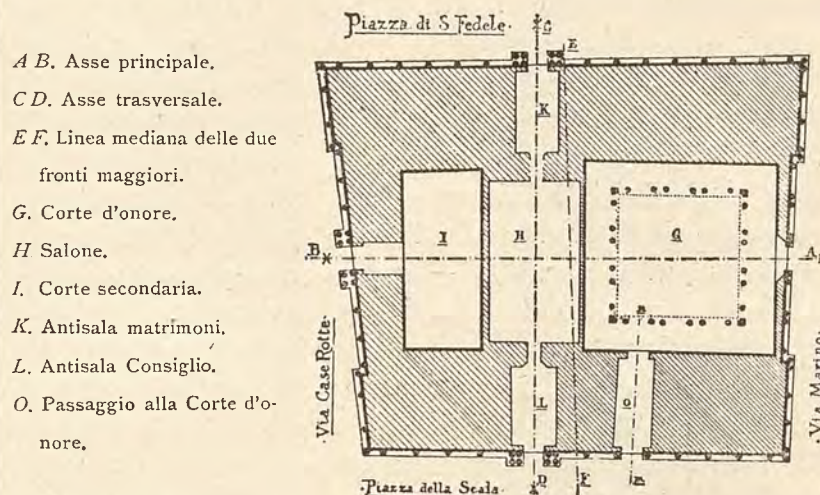 A B. Asse principale.
C D. Asse trasversale.
E F. Linea mediana delle due
fronti maggiori.
G. Corte d'onore.
H Salone.
I. Corte secondaria.
K. Antisala matrimoni.
L. Antisala Consiglio.
O. Passaggio alla Corte d'o-
nore.
Piazza di S Fedele.
C
E
K
B
I
H
G
A
·Via Case Rotte·
·Via Marino·
L
O
D
F
·Piazza della Scala·